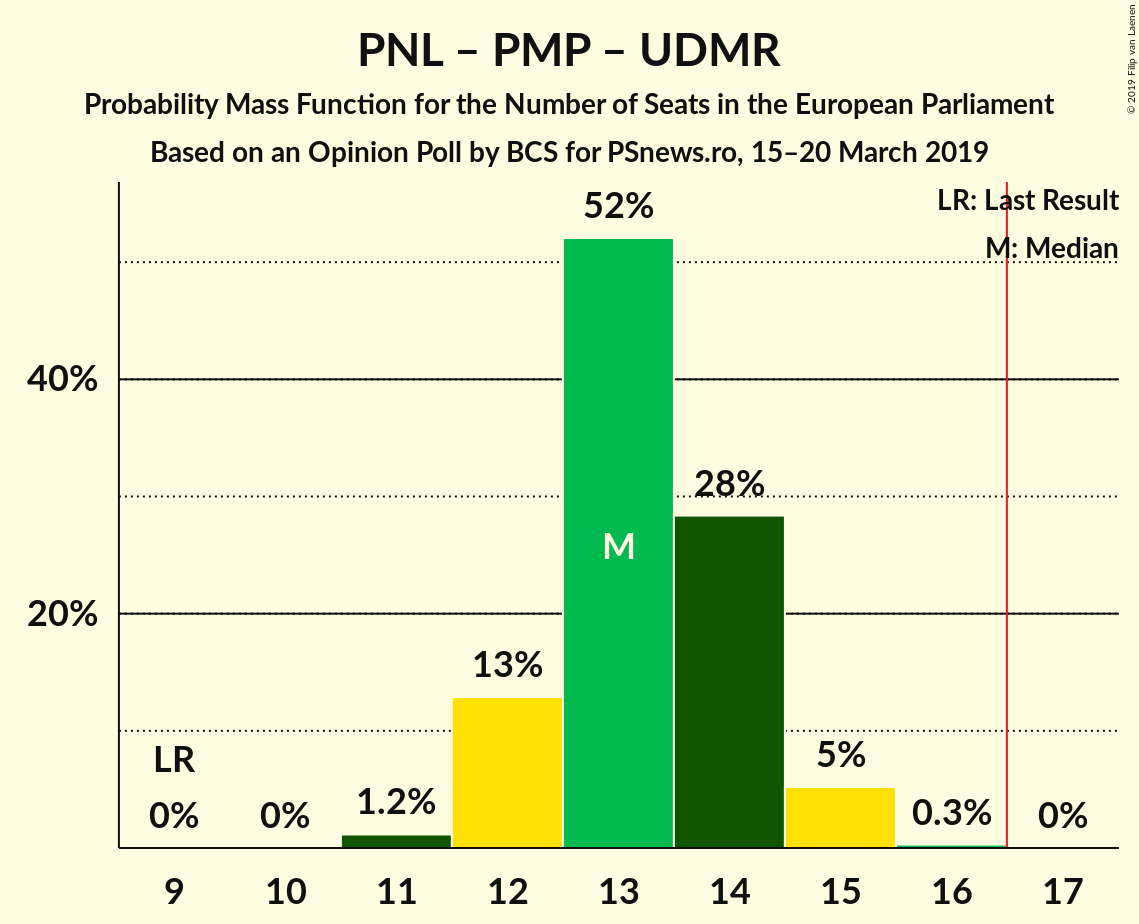 PNL – PMP – UDMR
Probability Mass Function for the Number of Seats in the European Parliament
Based on an Opinion Poll by BCS for PSnews.ro, 15–20 March 2019
© 2019 Filip van Laenen
LR: Last Result
M: Median
52%
40%
28%
M
20%
13%
LR
5%
0%
0%
1.2%
0.3%
0%
9 10 11 12 13 14 15 16 17